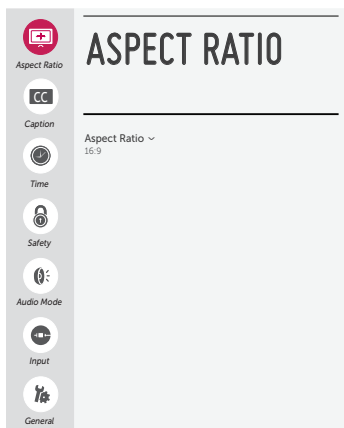 Aspect Ratio
CC
Caption
Time
Safety
Audio Mode
Input
General
ASPECT RATIO
Aspect Ratio
16:9